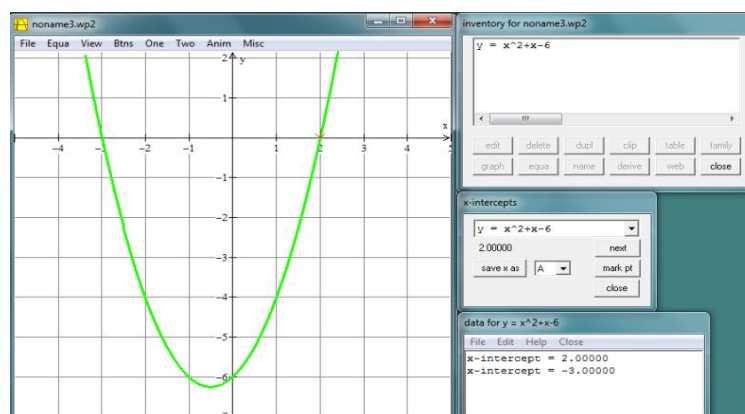 noname3.wp2
File Edit View Btns One Two Anim Misc
y
2
1
x
-4 -3 -2 -1 0 1 2 3 4 5
-1
-2
-3
-4
-5
-6
inventory for noname3.wp2
y = x^2+x-6
edit delete dupl clip table family
graph equa name derive web close
x-intercepts
y = x^2+x-6
2.00000 next
save x as A mark pt
close
data for y = x^2+x-6
File Edit Help Close
x-intercept = 2.00000
x-intercept = -3.00000